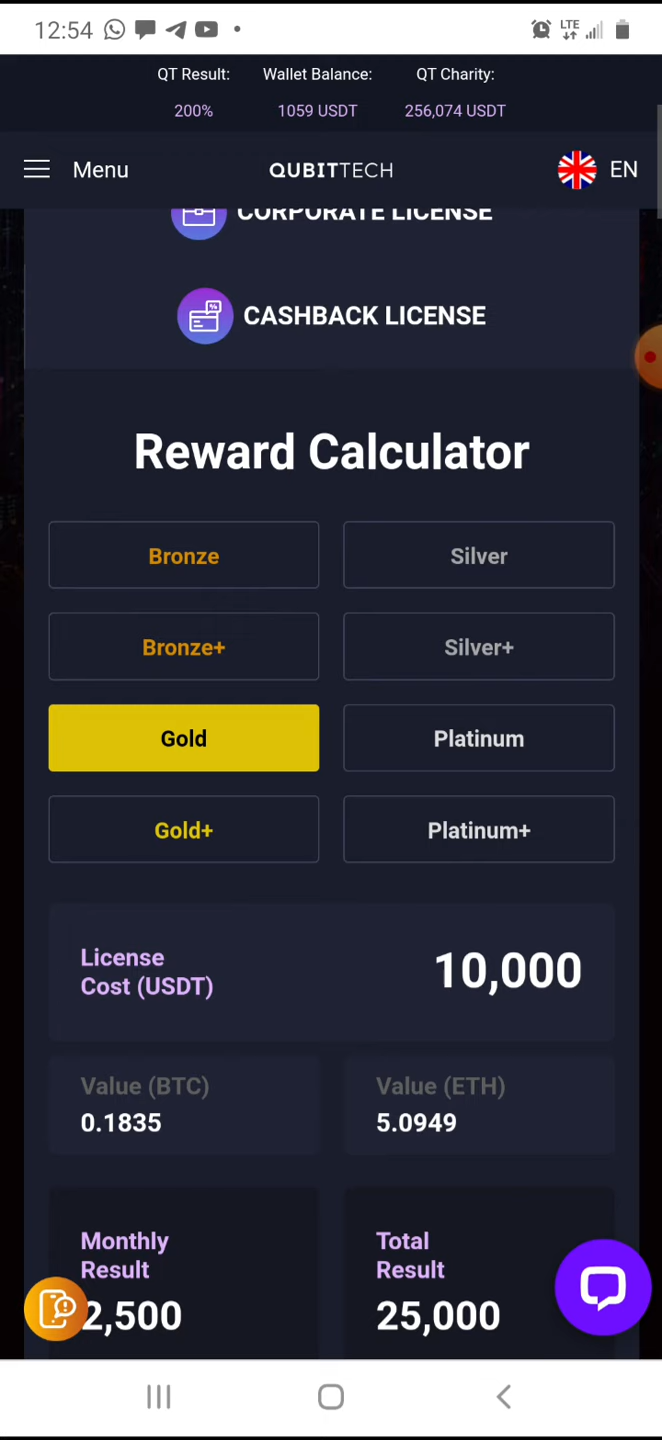 12:54
LTE
QT Result: Wallet Balance: QT Charity:
200% 1059 USDT 256,074 USDT
Menu QUBITTECH EN
CORPORATE LICENSE
CASHBACK LICENSE
Reward Calculator
Bronze Silver
Bronze+ Silver+
Gold Platinum
Gold+ Platinum+
License
Cost (USDT)
10,000
Value (BTC) Value (ETH)
0.1835 5.0949
Monthly Total
Result Result
2,500 25,000